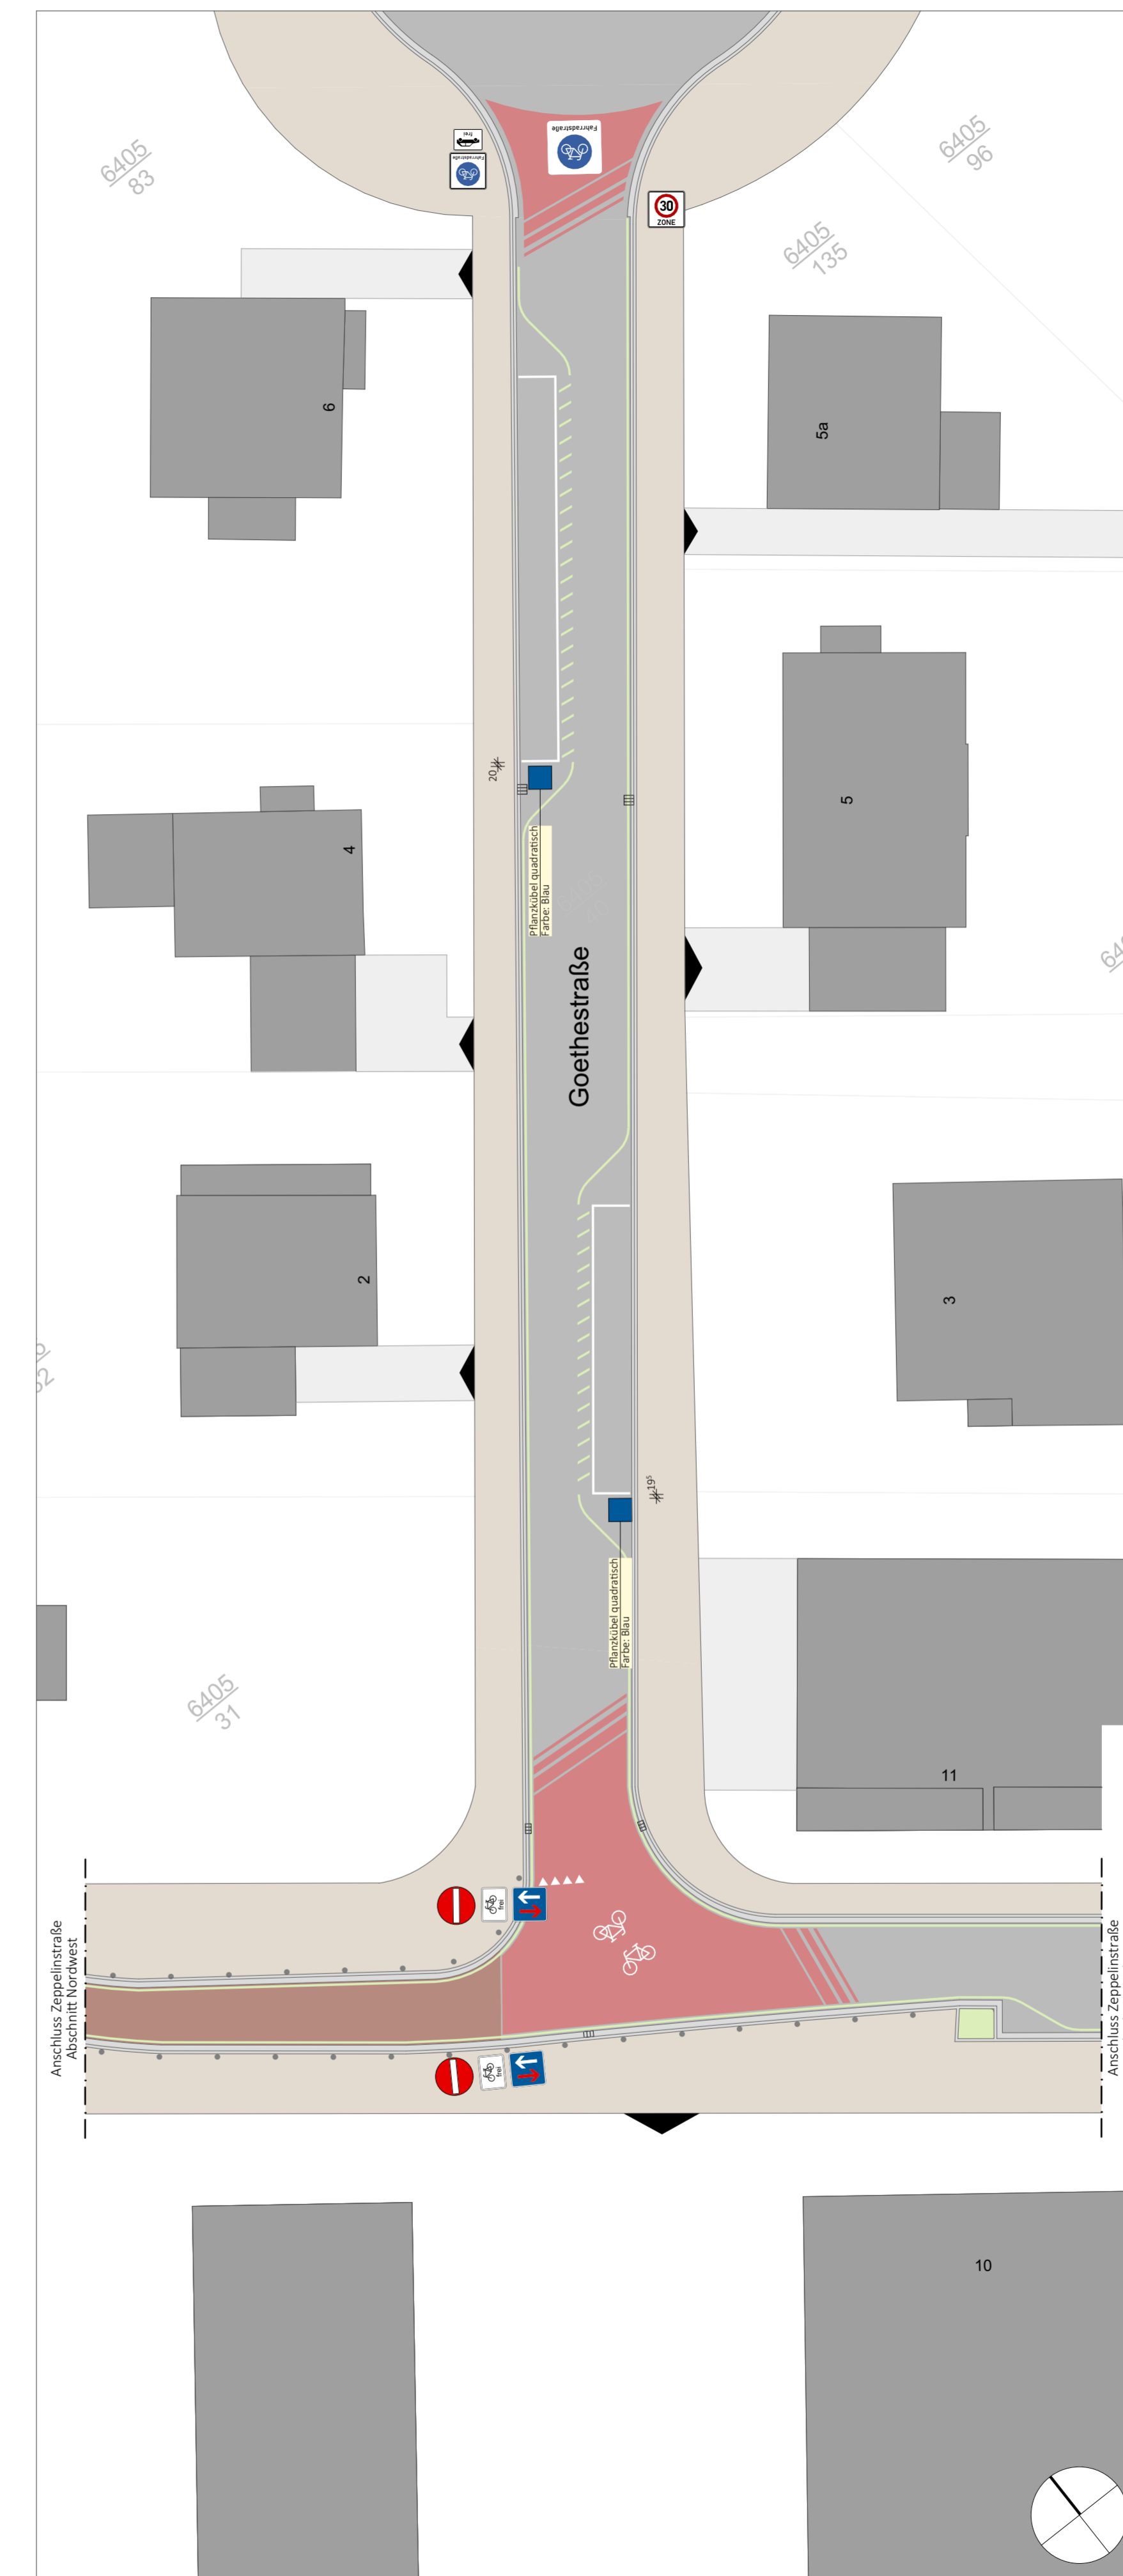 Fahrradstraße
frei
Fahrradstraße
30
ZONE
6405
83
6405
96
6405
135
6
5a
5
20
Pflanzkübel quadratisch
Farbe: Blau
4
Goethestraße
2
3
19⁵
Pflanzkübel quadratisch
Farbe: Blau
6405
31
11
frei
Anschluss Zeppelinstraße
Abschnitt Nordwest
Anschluss Zeppelinstraße
frei
10